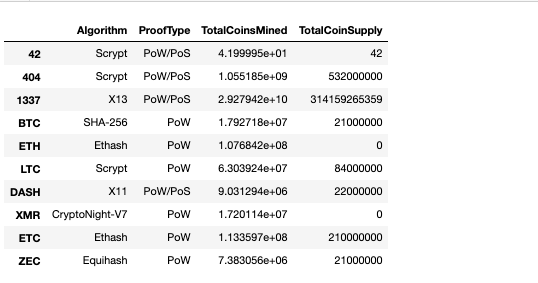 Algorithm ProofType TotalCoinsMined TotalCoinSupply
42 Scrypt PoW/PoS 4.199995e+01 42
404 Scrypt PoW/PoS 1.055185e+09 532000000
1337 X13 PoW/PoS 2.927942e+10 314159265359
BTC SHA-256 PoW 1.792718e+07 21000000
ETH Ethash PoW 1.076842e+08 0
LTC Scrypt PoW 6.303924e+07 84000000
DASH X11 PoW/PoS 9.031294e+06 22000000
XMR CryptoNight-V7 PoW 1.720114e+07 0
ETC Ethash PoW 1.133597e+08 210000000
ZEC Equihash PoW 7.383056e+06 21000000